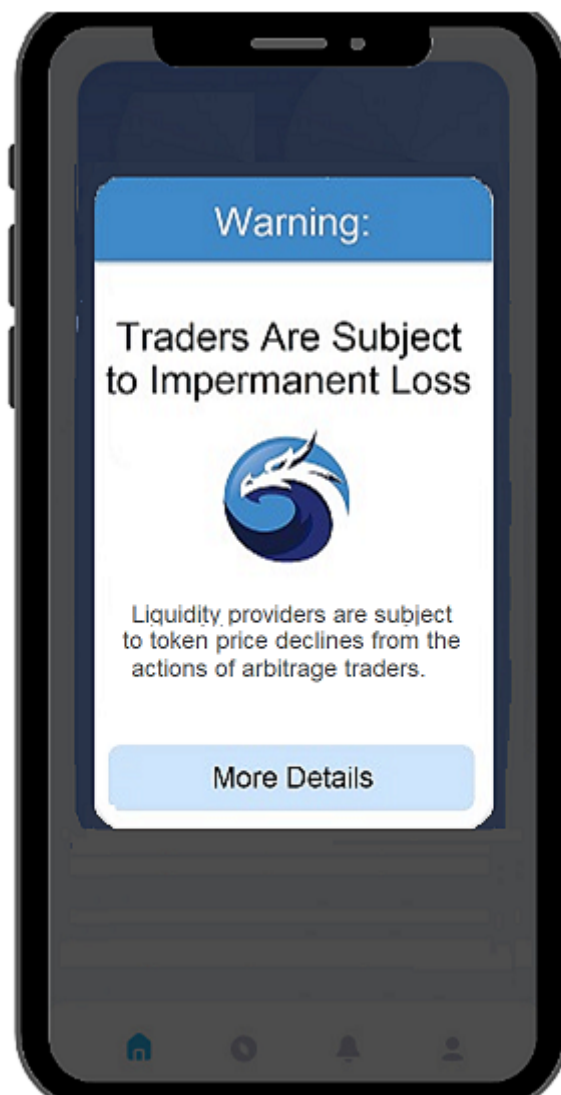 Warning:
Traders Are Subject
to Impermanent Loss
Liquidity providers are subject
to token price declines from the
actions of arbitrage traders.
More Details